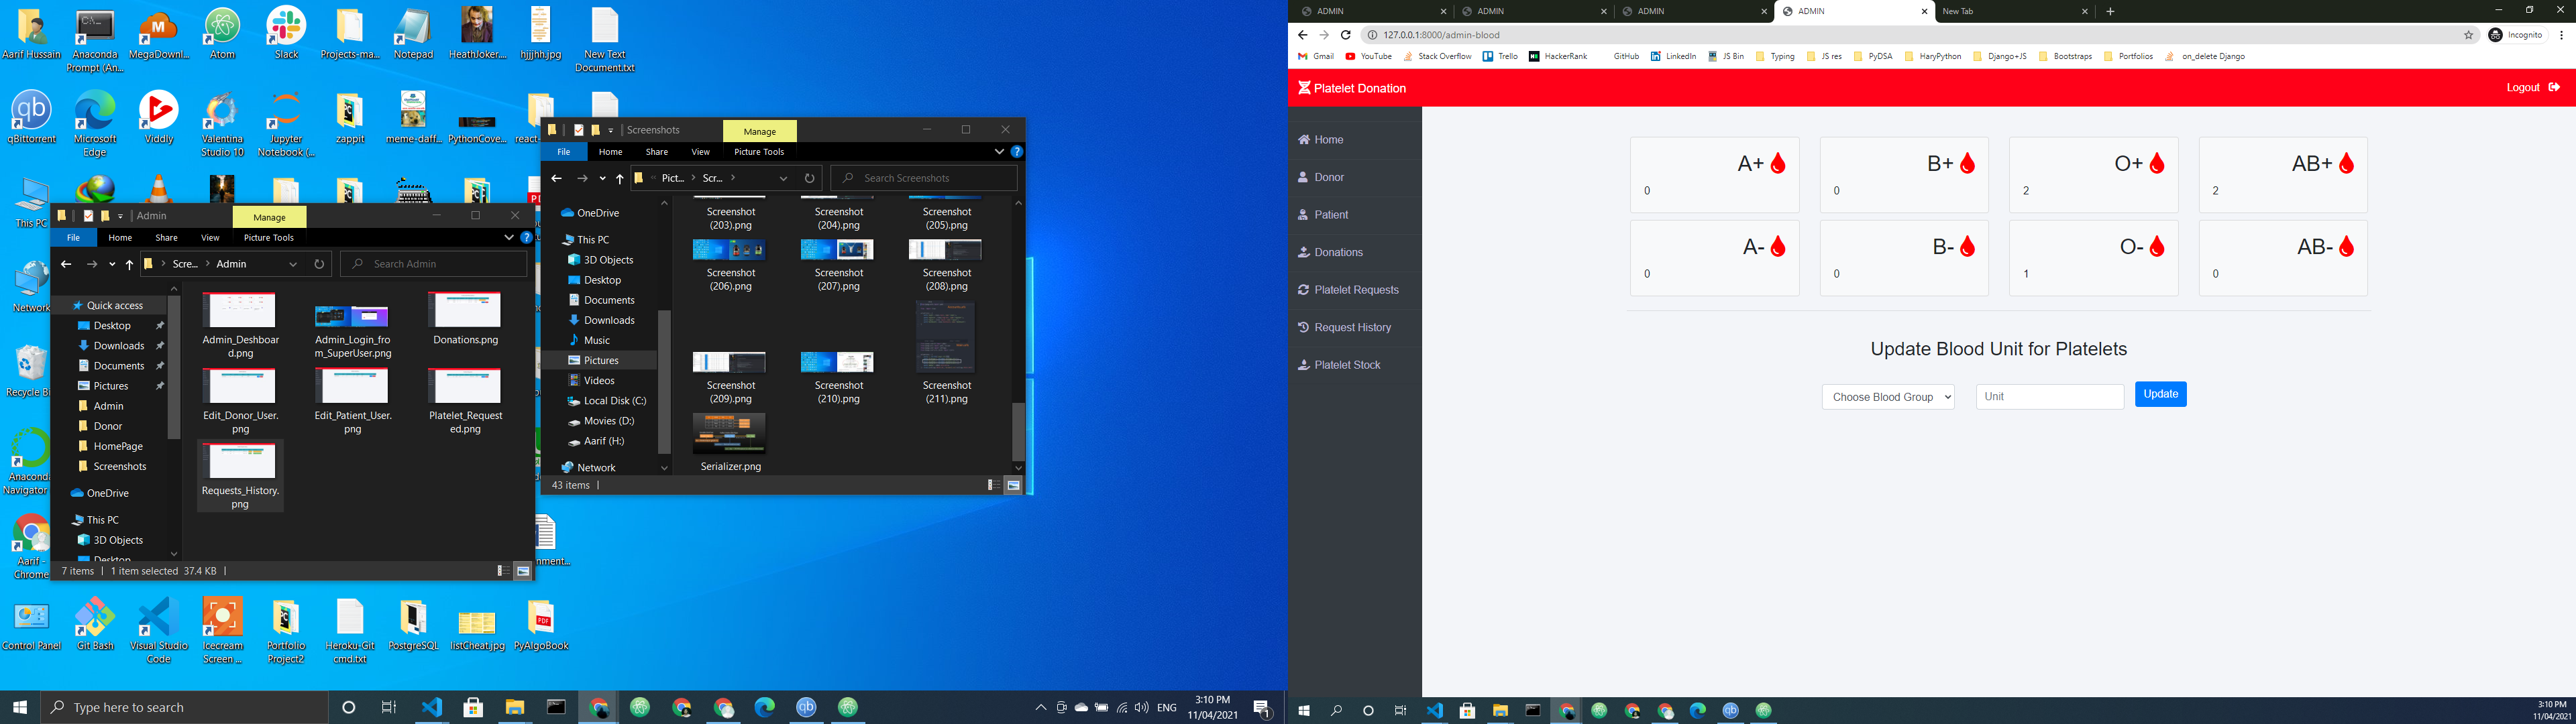 Aarif Hussain
Anaconda Prompt (An...
MegaDownl...
Atom
Slack
Projects-ma...
Notepad
HeathJoker....
hjjjhh.jpg
New Text Document.txt
qBittorrent
Microsoft Edge
Viddly
Valentina Studio 10
Jupyter Notebook (...
zappit
meme-daff...
PythonCove...
react-
This PC
Network
Recycle Bi
Anaconda Navigator
Aarif - Chrome
nment...
Control Panel
Git Bash
Visual Studio Code
Icecream Screen ...
Portfolio Project2
Heroku-Git cmd.txt
PostgreSQL
listCheat.jpg
PyAlgoBook
Admin
Manage
File
Home
Share
View
Picture Tools
Scre...
Admin
Search Admin
Quick access
Desktop
Downloads
Documents
Pictures
Admin
Donor
HomePage
Screenshots
OneDrive
This PC
3D Objects
Desktop
Admin_Deshboar
d.png
Admin_Login_fro
m_SuperUser.png
Donations.png
Edit_Donor_User.
png
Edit_Patient_User.
png
Platelet_Request
ed.png
Requests_History.
png
7 items
1 item selected 37.4 KB
Screenshots
Manage
File
Home
Share
View
Picture Tools
Pict...
Scr...
Search Screenshots
OneDrive
This PC
3D Objects
Desktop
Documents
Downloads
Music
Pictures
Videos
Local Disk (C:)
Movies (D:)
Aarif (H:)
Network
Screenshot
(203).png
Screenshot
(204).png
Screenshot
(205).png
Screenshot
(206).png
Screenshot
(207).png
Screenshot
(208).png
Screenshot
(209).png
Screenshot
(210).png
Screenshot
(211).png
Serializer.png
43 items
Type here to search
ENG
3:10 PM
11/04/2021
1
ADMIN
ADMIN
ADMIN
ADMIN
New Tab
127.0.0.1:8000/admin-blood
Incognito
Gmail
YouTube
Stack Overflow
Trello
HackerRank
GitHub
LinkedIn
JS Bin
Typing
JS res
PyDSA
HaryPython
Django+JS
Bootstraps
Portfolios
on_delete Django
Platelet Donation
Logout
Home
Donor
Patient
Donations
Platelet Requests
Request History
Platelet Stock
A+
0
B+
0
O+
2
AB+
2
A-
0
B-
0
O-
1
AB-
0
Update Blood Unit for Platelets
Choose Blood Group
Unit
Update
3:10 PM
11/04/2021